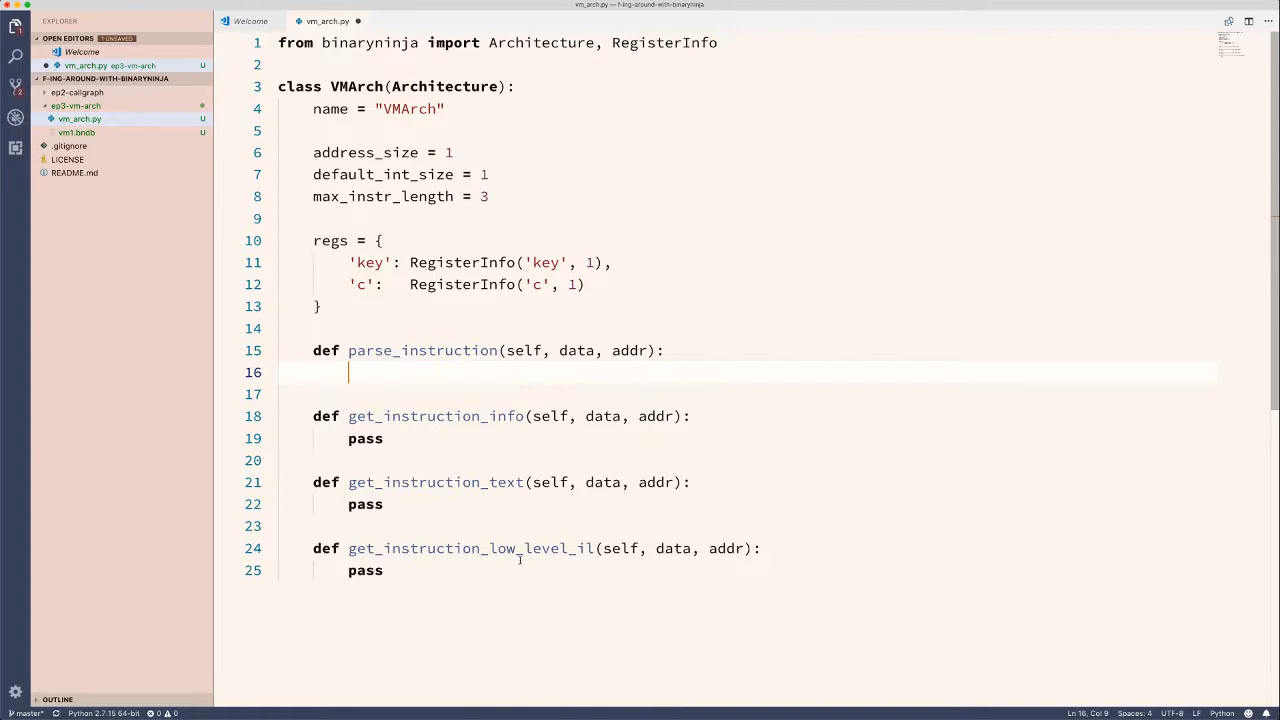 vm_arch.py — f-ing-around-with-binaryninja
EXPLORER
OPEN EDITORS 1 UNSAVED
Welcome
vm_arch.py ep3-vm-arch U
F-ING-AROUND-WITH-BINARYNINJA
ep2-callgraph
ep3-vm-arch
vm_arch.py U
vm1.bndb U
.gitignore
LICENSE
README.md
OUTLINE
Welcome
vm_arch.py
1 from binaryninja import Architecture, RegisterInfo
2
3 class VMArch(Architecture):
4 name = "VMArch"
5
6 address_size = 1
7 default_int_size = 1
8 max_instr_length = 3
9
10 regs = {
11 'key': RegisterInfo('key', 1),
12 'c': RegisterInfo('c', 1)
13 }
14
15 def parse_instruction(self, data, addr):
16
17
18 def get_instruction_info(self, data, addr):
19 pass
20
21 def get_instruction_text(self, data, addr):
22 pass
23
24 def get_instruction_low_level_il(self, data, addr):
25 pass
master* Python 2.7.15 64-bit 0 0 Ln 16, Col 9 Spaces: 4 UTF-8 LF Python